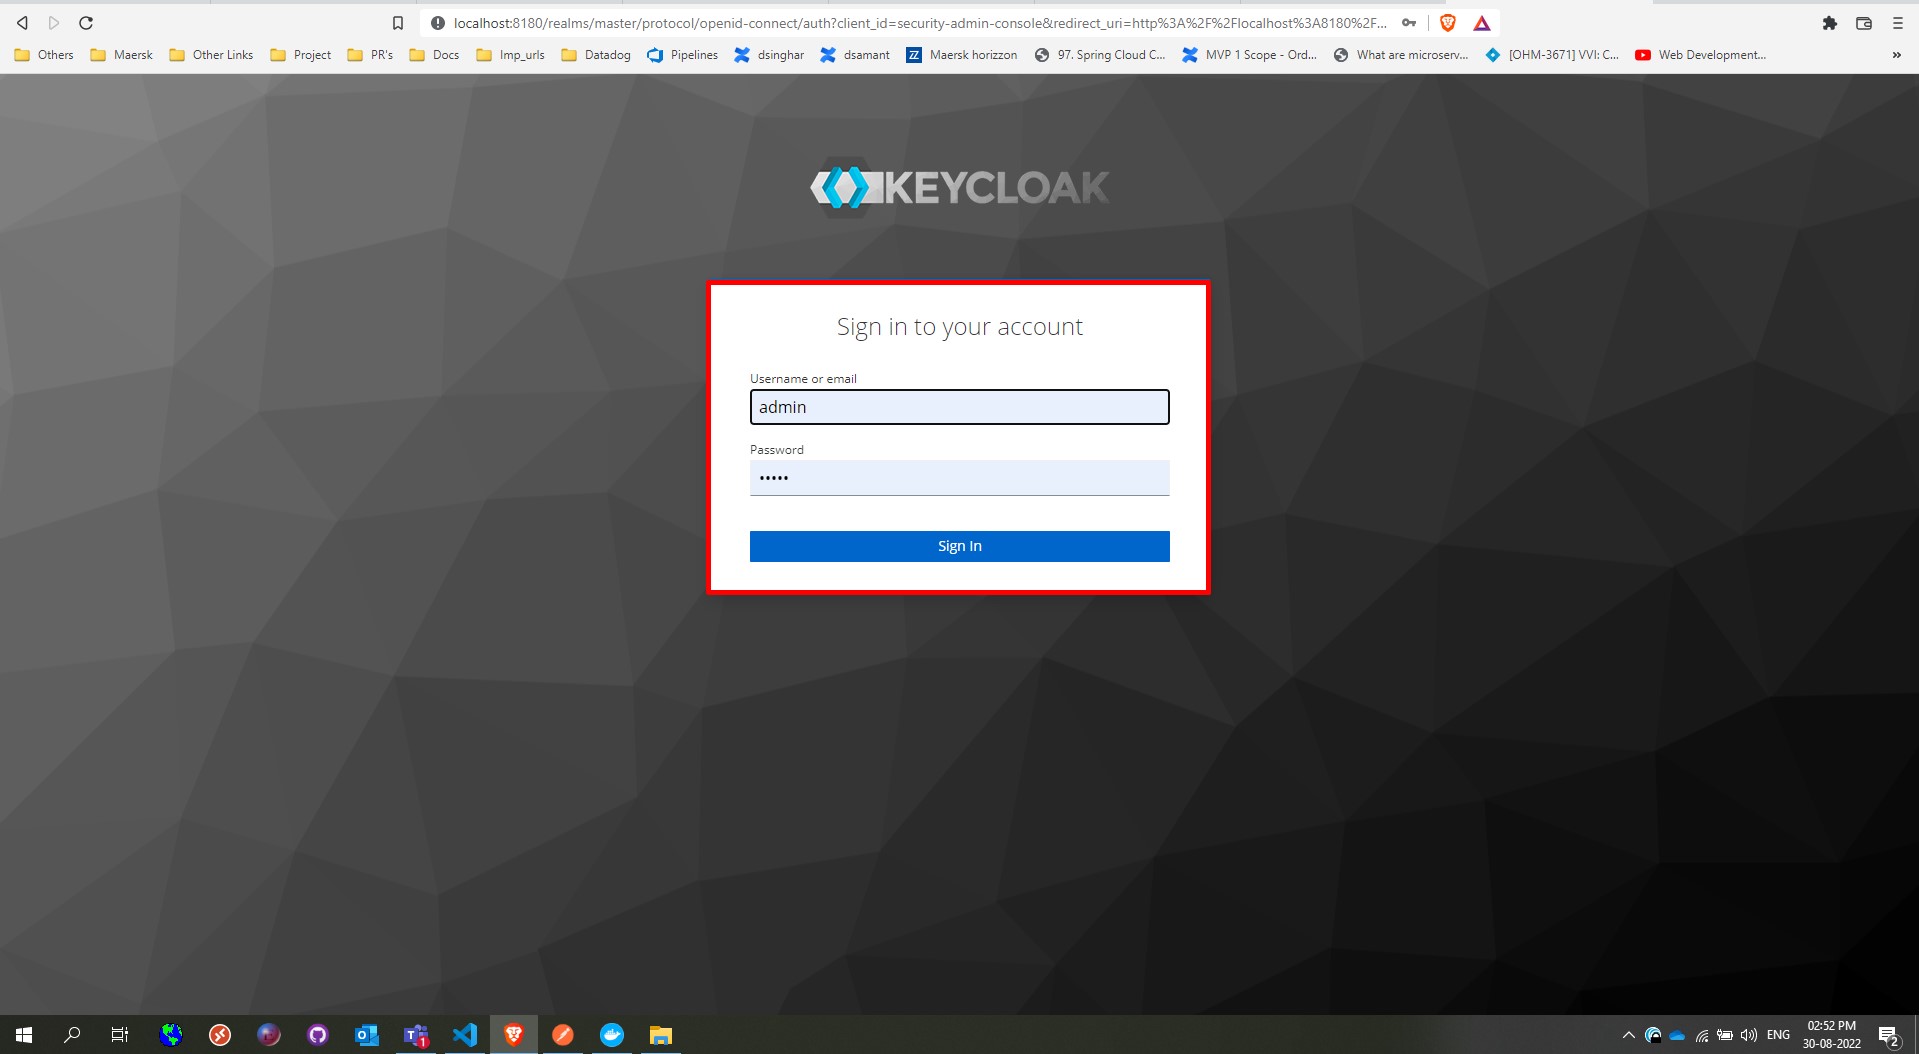 localhost:8180/realms/master/protocol/openid-connect/auth?client_id=security-admin-console&redirect_uri=http%3A%2F%2Flocalhost%3A8180%2F...
Others Maersk Other Links Project PR's Docs Imp_urls Datadog Pipelines dsinghar dsamant Maersk horizzon 97. Spring Cloud C... MVP 1 Scope - Ord... What are microserv... [OHM-3671] VVI: C... Web Development... »
KEYCLOAK
Sign in to your account
Username or email
admin
Password
•••••
Sign In
ENG
02:52 PM
30-08-2022
1
2